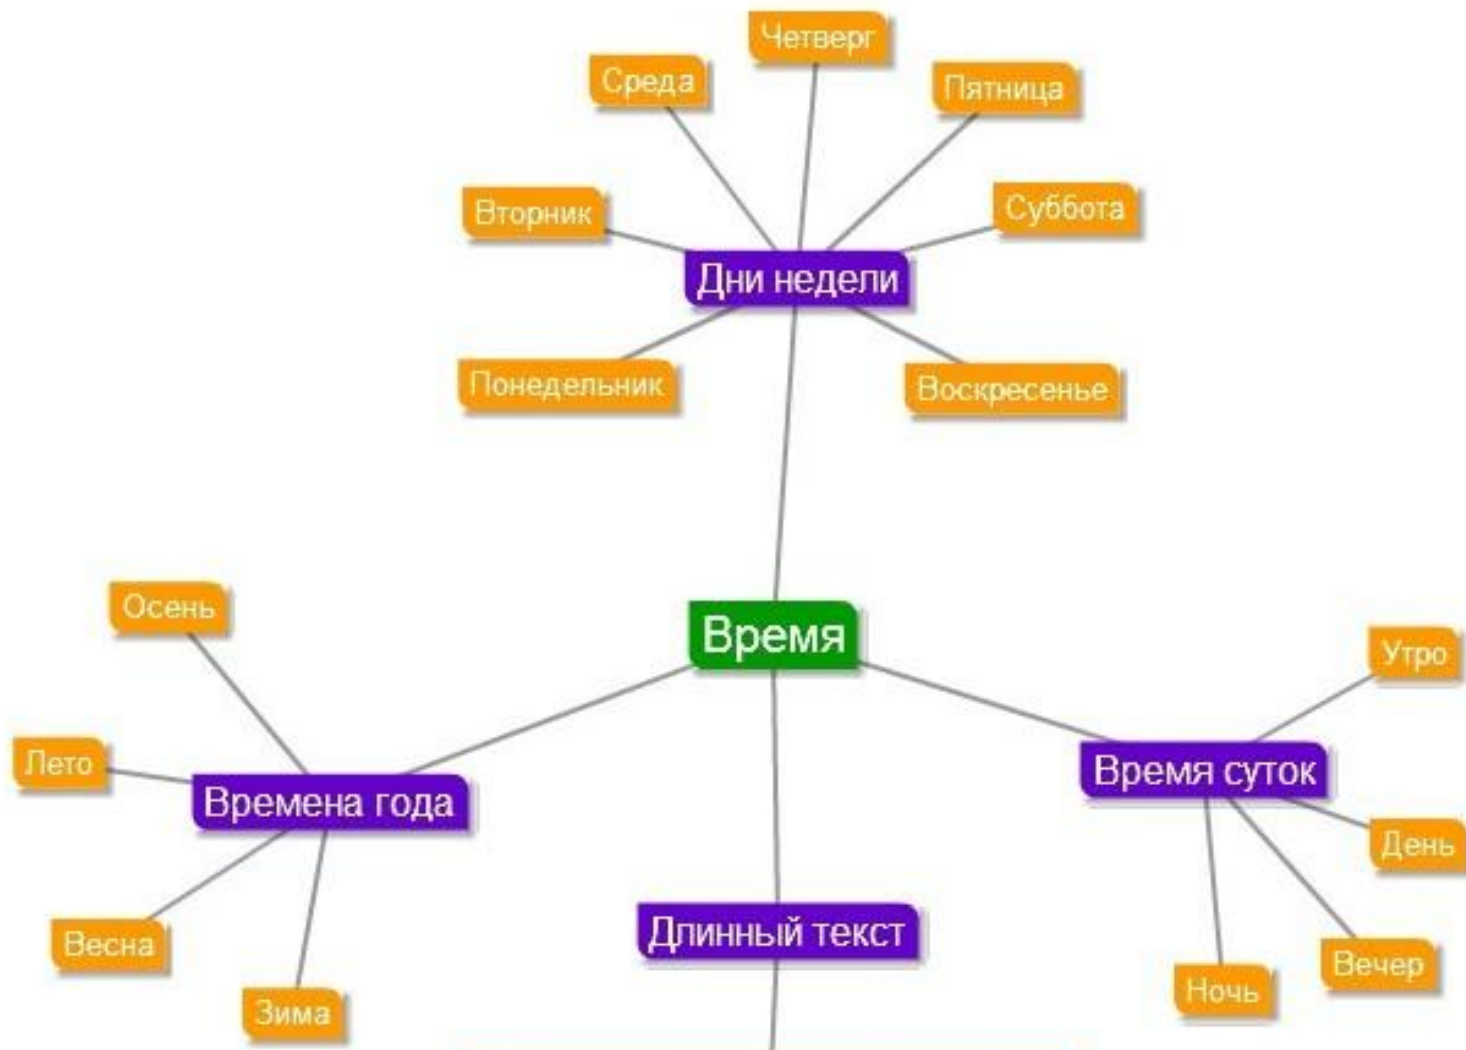 Четверг
Среда
Пятница
Вторник
Суббота
Дни недели
Понедельник
Воскресенье
Осень
Время
Утро
Лето
Времена года
Время суток
День
Весна
Длинный текст
Вечер
Ночь
Зима